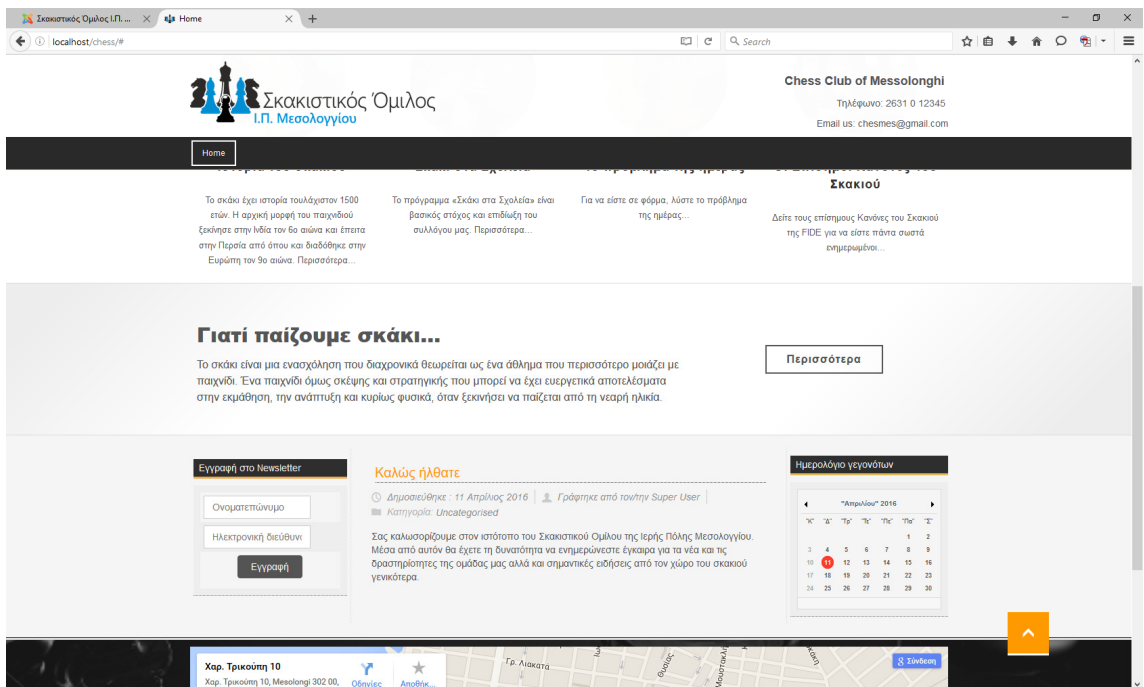 Σκακιστικός Όμιλος Ι.Π. ...
Home
localhost/chess/#
Search
Σκακιστικός Όμιλος
Ι.Π. Μεσολογγίου
Chess Club of Messolonghi
Τηλέφωνο: 2631 0 12345
Email us: chesmes@gmail.com
Home
Σκακιού
Το σκάκι έχει ιστορία τουλάχιστον 1500
ετών. Η αρχική μορφή του παιχνιδιού
ξεκίνησε στην Ινδία τον 6ο αιώνα και έπειτα
στην Περσία από όπου και διαδόθηκε στην
Ευρώπη τον 9ο αιώνα. Περισσότερα…
Το πρόγραμμα «Σκάκι στα Σχολεία» είναι
βασικός στόχος και επιδίωξη του
συλλόγου μας. Περισσότερα…
Για να είστε σε φόρμα, λύστε το πρόβλημα
της ημέρας…
Δείτε τους επίσημους Κανόνες του Σκακιού
της FIDE για να είστε πάντα σωστά
ενημερωμένοι…
Γιατί παίζουμε σκάκι...
Το σκάκι είναι μια ενασχόληση που διαχρονικά θεωρείται ως ένα άθλημα που περισσότερο μοιάζει με
παιχνίδι. Ένα παιχνίδι όμως σκέψης και στρατηγικής που μπορεί να έχει ευεργετικά αποτελέσματα
στην εκμάθηση, την ανάπτυξη και κυρίως φυσικά, όταν ξεκινήσει να παίζεται από τη νεαρή ηλικία.
Περισσότερα
Εγγραφή στο Newsletter
Ονοματεπώνυμο
Ηλεκτρονική διεύθυνσ
Εγγραφή
Καλώς ήλθατε
Δημοσιεύθηκε : 11 Απρίλιος 2016
Γράφτηκε από τον/την Super User
Κατηγορία: Uncategorised
Σας καλωσορίζουμε στον ιστότοπο του Σκακιστικού Ομίλου της Ιερής Πόλης Μεσολογγίου.
Μέσα από αυτόν θα έχετε τη δυνατότητα να ενημερώνεστε έγκαιρα για τα νέα και τις
δραστηριότητες της ομάδας μας αλλά και σημαντικές ειδήσεις από τον χώρο του σκακιού
γενικότερα.
Ημερολόγιο γεγονότων
"Απριλίου" 2016
"Κ" "Δ" "Τρ" "Τε" "Πε" "Πα" "Σ"
1 2
3 4 5 6 7 8 9
10 11 12 13 14 15 16
17 18 19 20 21 22 23
24 25 26 27 28 29 30
Χαρ. Τρικούπη 10
Χαρ. Τρικούπη 10, Mesolongi 302 00,
Οδηγίες
Αποθήκ...
Γρ. Λιακατά
Θυσίας
Σύνδεση